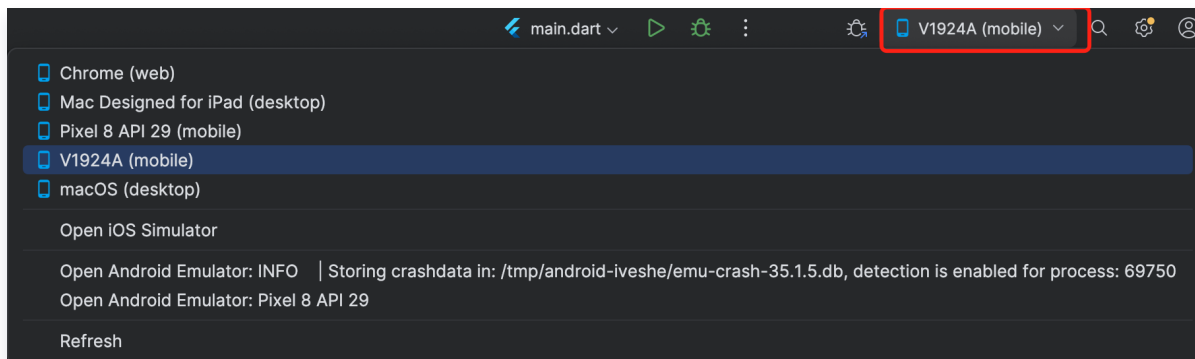 main.dart V1924A (mobile)
Chrome (web)
Mac Designed for iPad (desktop)
Pixel 8 API 29 (mobile)
V1924A (mobile)
macOS (desktop)
Open iOS Simulator
Open Android Emulator: INFO | Storing crashdata in: /tmp/android-iveshe/emu-crash-35.1.5.db, detection is enabled for process: 69750
Open Android Emulator: Pixel 8 API 29
Refresh